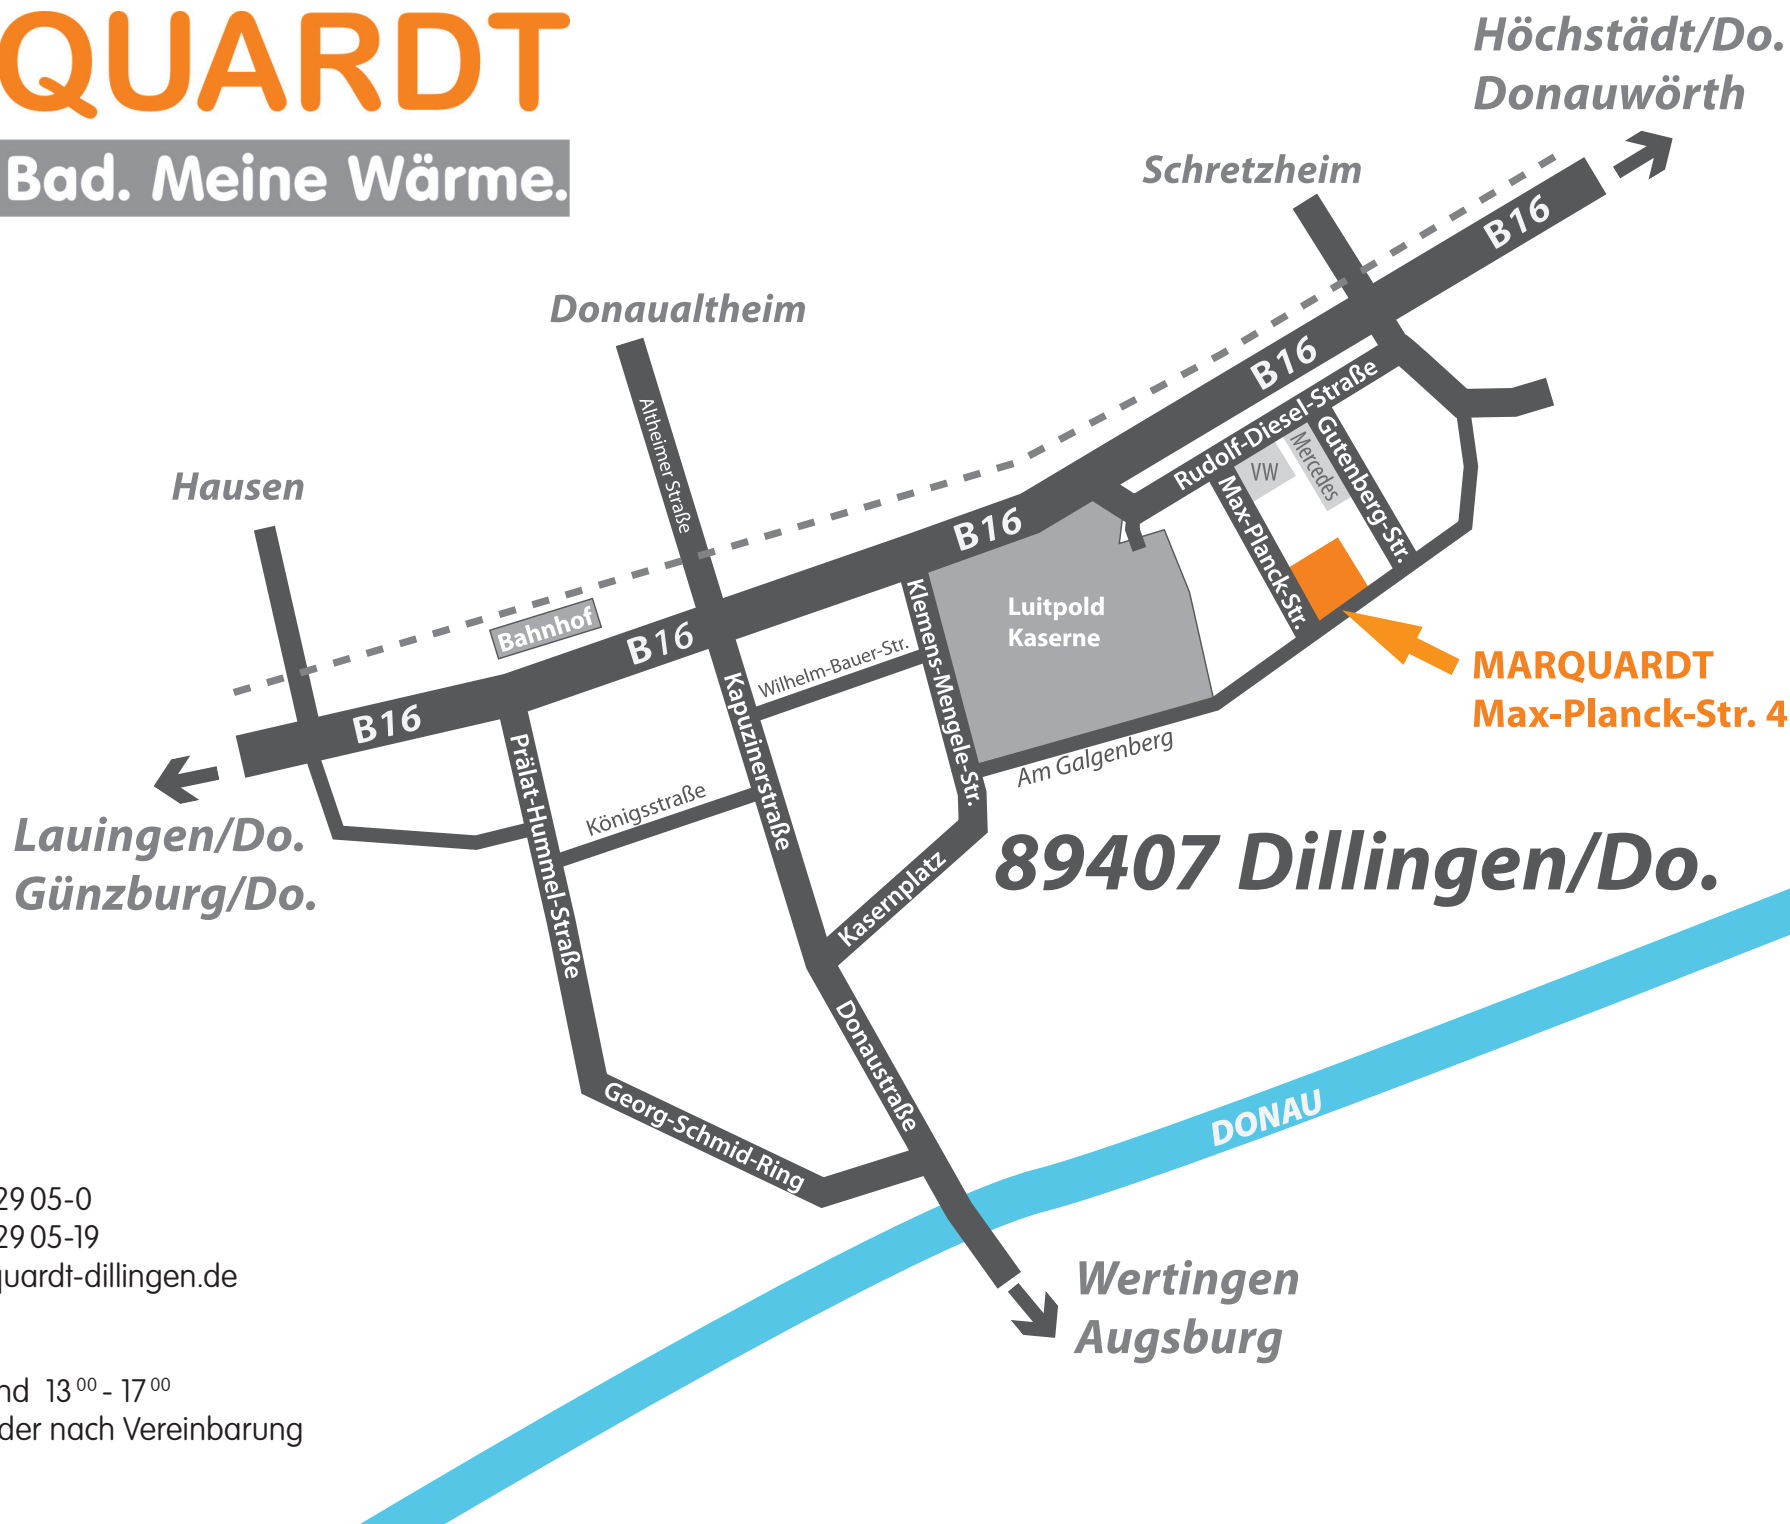 QUARDT
Bad. Meine Wärme.
Höchstädt/Do.
Donauwörth
Schretzheim
B16
Donaualtheim
B16
Rudolf-Diesel-Straße
Altheimer Straße
Gutenberg-Str.
Mercedes
VW
Hausen
Max-Planck-Str.
B16
Luitpold
Kaserne
Klemens-Mengele-Str.
Bahnhof
B16
Wilhelm-Bauer-Str.
MARQUARDT
Max-Planck-Str. 4
B16
Kapuzinerstraße
Prälat-Hummel-Straße
Am Galgenberg
Königsstraße
Lauingen/Do.
Günzburg/Do.
89407 Dillingen/Do.
Kasernplatz
Donaustraße
Georg-Schmid-Ring
DONAU
29 05-0
29 05-19
quardt-dillingen.de
Wertingen
Augsburg
nd 13 00 - 17 00
der nach Vereinbarung